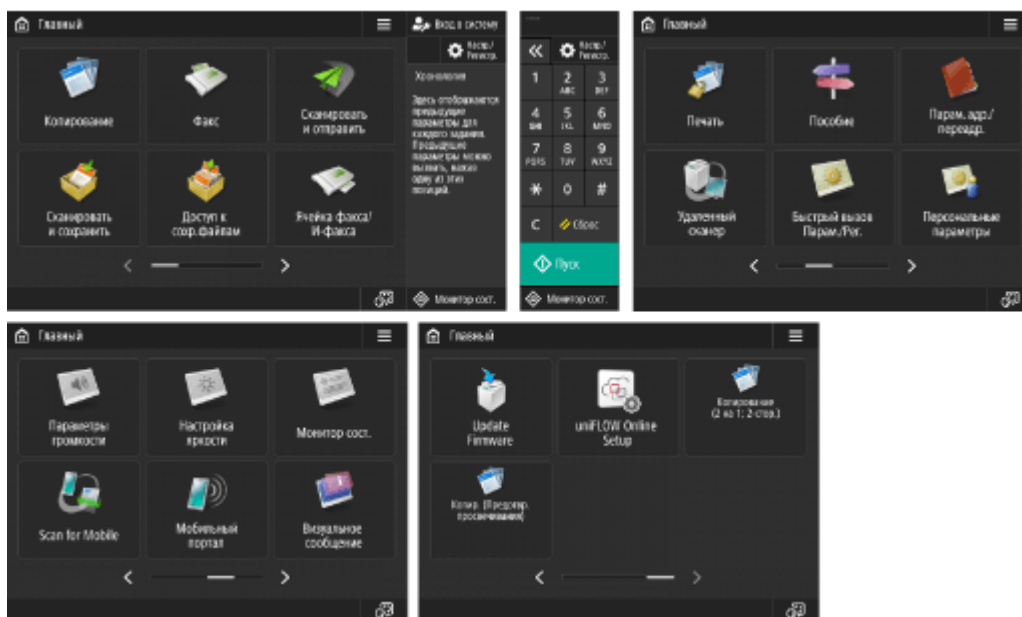 Главный
Вход в систему
Настр./
Регистр.
Копирование
Факс
Сканировать
и отправить
Сканировать
и сохранить
Доступ к
сохр.файлам
Ячейка факса/
И-факса
Хронология
Здесь отображаются
предыдущие
параметры для
каждого задания.
Предыдущие
параметры можно
вызвать, нажав
одну из этих
позиций.
Монитор сост.
Настр./
Регистр.
1 2 3
ABC DEF
4 5 6
GHI JKL MNO
7 8 9
PQRS TUV WXYZ
* 0 #
C Сброс
Пуск
Монитор сост.
Главный
Печать
Пособие
Парам. адр./
переадр.
Удаленный
сканер
Быстрый вызов
Парам./Рег.
Персональные
параметры
Главный
Параметры
громкости
Настройка
яркости
Монитор сост.
Scan for Mobile
Мобильный
портал
Визуальное
сообщение
Главный
Update
Firmware
uniFLOW Online
Setup
Копирование
(2 на 1; 2-стор.)
Копир. (Предотвр.
просвечивания)